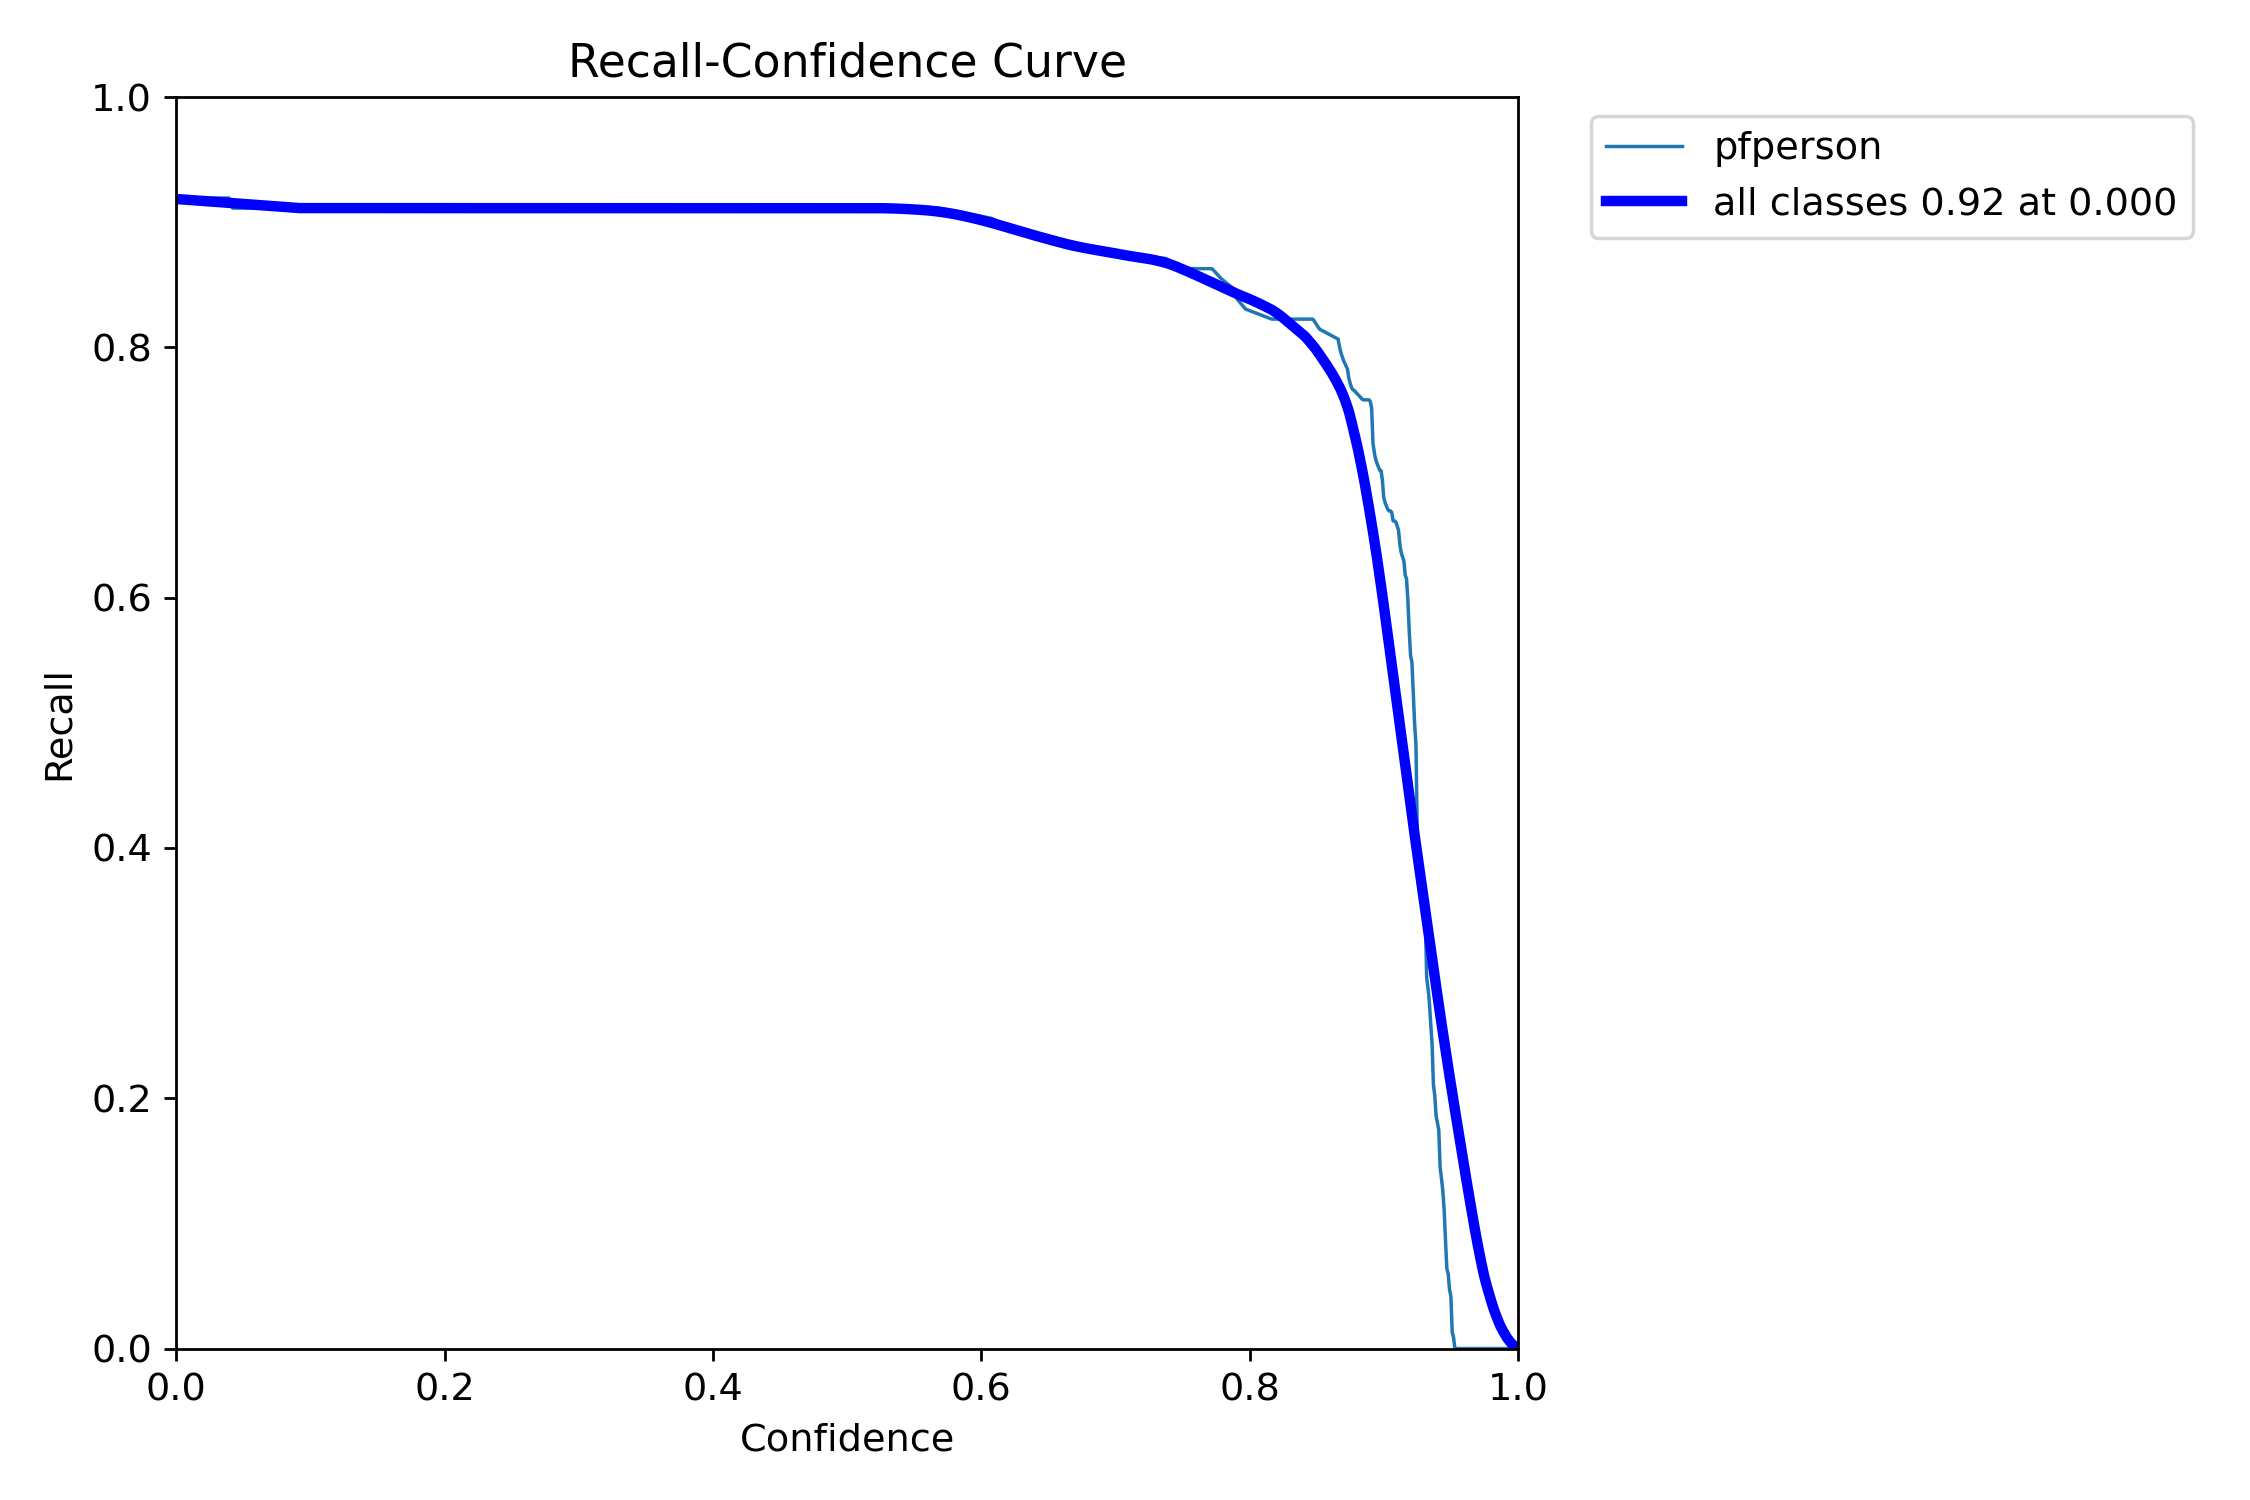 Recall-Confidence Curve
1.0
0.8
0.6
0.4
0.2
0.0
Recall
0.0 0.2 0.4 0.6 0.8 1.0
Confidence
pfperson
all classes 0.92 at 0.000